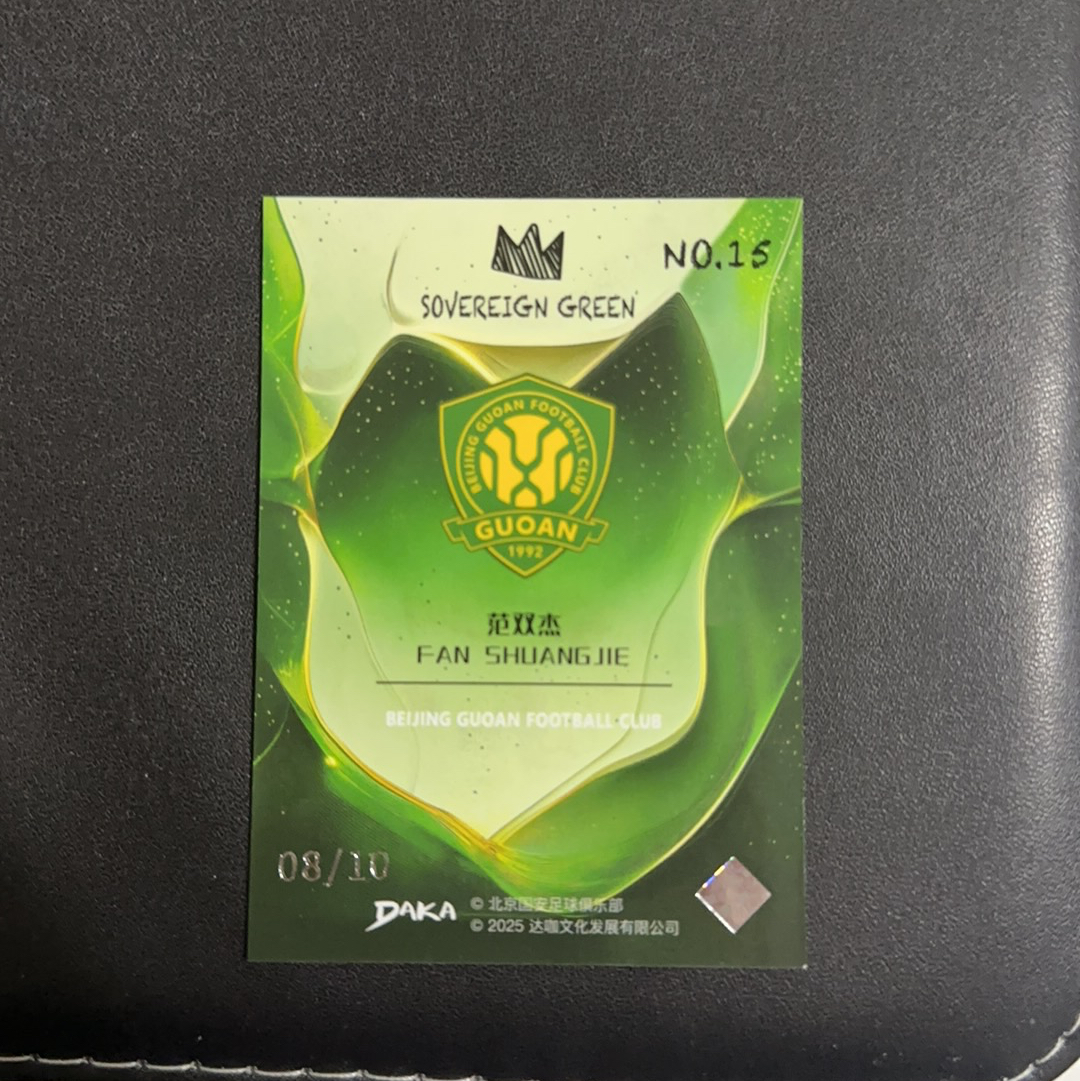 NO.15
SOVEREIGN GREEN
BEIJING GUOAN FOOTBALL CLUB
GUOAN
1992
范双杰
FAN SHUANGJIE
BEIJING GUOAN FOOTBALL CLUB
08/10
DAKA
© 北京国安足球俱乐部
© 2025 达咖文化发展有限公司